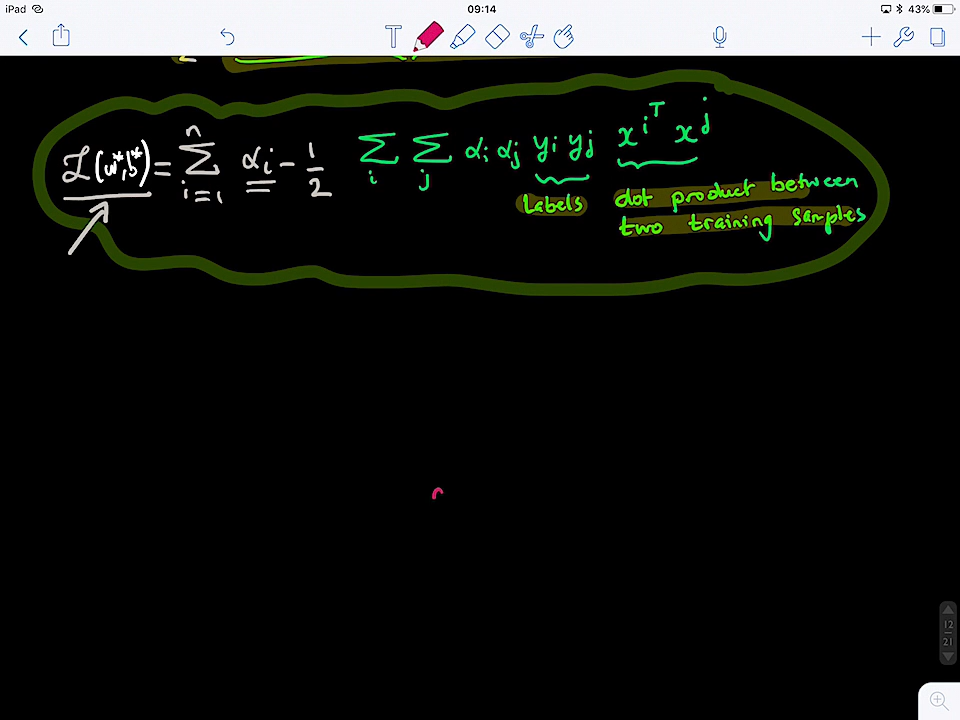 iPad 09:14 43%
T
ℒ(w*,b*) = Σ_{i=1}^{n} αi - 1/2 Σ_i Σ_j αi αj yi yj x^{i^T} x^j
Labels
dot product between
two training samples
12
21